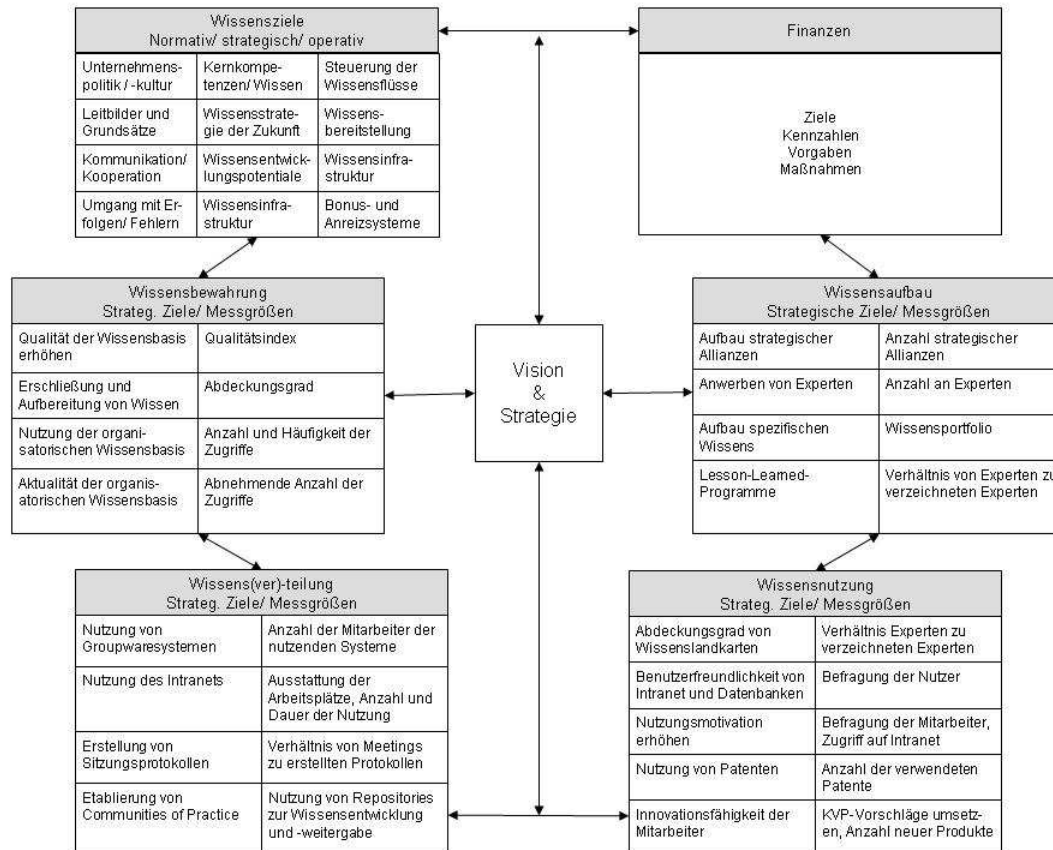 Wissensziele
Normativ/ strategisch/ operativ
Unternehmens-
politik / -kultur
Kernkompe-
tenzen/ Wissen
Steuerung der
Wissensflüsse
Leitbilder und
Grundsätze
Wissensstrate-
gie der Zukunft
Wissens-
bereitstellung
Kommunikation/
Kooperation
Wissensentwick-
lungspotentiale
Wissensinfra-
struktur
Umgang mit Er-
folgen/ Fehlern
Wissensinfra-
struktur
Bonus- und
Anreizsysteme
Finanzen
Ziele
Kennzahlen
Vorgaben
Maßnahmen
Wissensbewahrung
Strateg. Ziele/ Messgrößen
Qualität der Wissensbasis
erhöhen
Qualitätsindex
Erschließung und
Aufbereitung von Wissen
Abdeckungsgrad
Nutzung der organi-
satorischen Wissensbasis
Anzahl und Häufigkeit der
Zugriffe
Aktualität der organis-
atorischen Wissensbasis
Abnehmende Anzahl der
Zugriffe
Vision
&
Strategie
Wissensaufbau
Strategische Ziele/ Messgrößen
Aufbau strategischer
Allianzen
Anzahl strategischer
Allianzen
Anwerben von Experten
Anzahl an Experten
Aufbau spezifischen
Wissens
Wissensportfolio
Lesson-Learned-
Programme
Verhältnis von Experten zu
verzeichneten Experten
Wissens(ver)-teilung
Strateg. Ziele/ Messgrößen
Nutzung von
Groupwaresystemen
Anzahl der Mitarbeiter der
nutzenden Systeme
Nutzung des Intranets
Ausstattung der
Arbeitsplätze, Anzahl und
Dauer der Nutzung
Erstellung von
Sitzungsprotokollen
Verhältnis von Meetings
zu erstellten Protokollen
Etablierung von
Communities of Practice
Nutzung von Repositories
zur Wissensentwicklung
und -weitergabe
Wissensnutzung
Strateg. Ziele/ Messgrößen
Abdeckungsgrad von
Wissenslandkarten
Verhältnis Experten zu
verzeichneten Experten
Benutzerfreundlichkeit von
Intranet und Datenbanken
Befragung der Nutzer
Nutzungsmotivation
erhöhen
Befragung der Mitarbeiter,
Zugriff auf Intranet
Nutzung von Patenten
Anzahl der verwendeten
Patente
Innovationsfähigkeit der
Mitarbeiter
KVP-Vorschläge umsetz-
en, Anzahl neuer Produkte